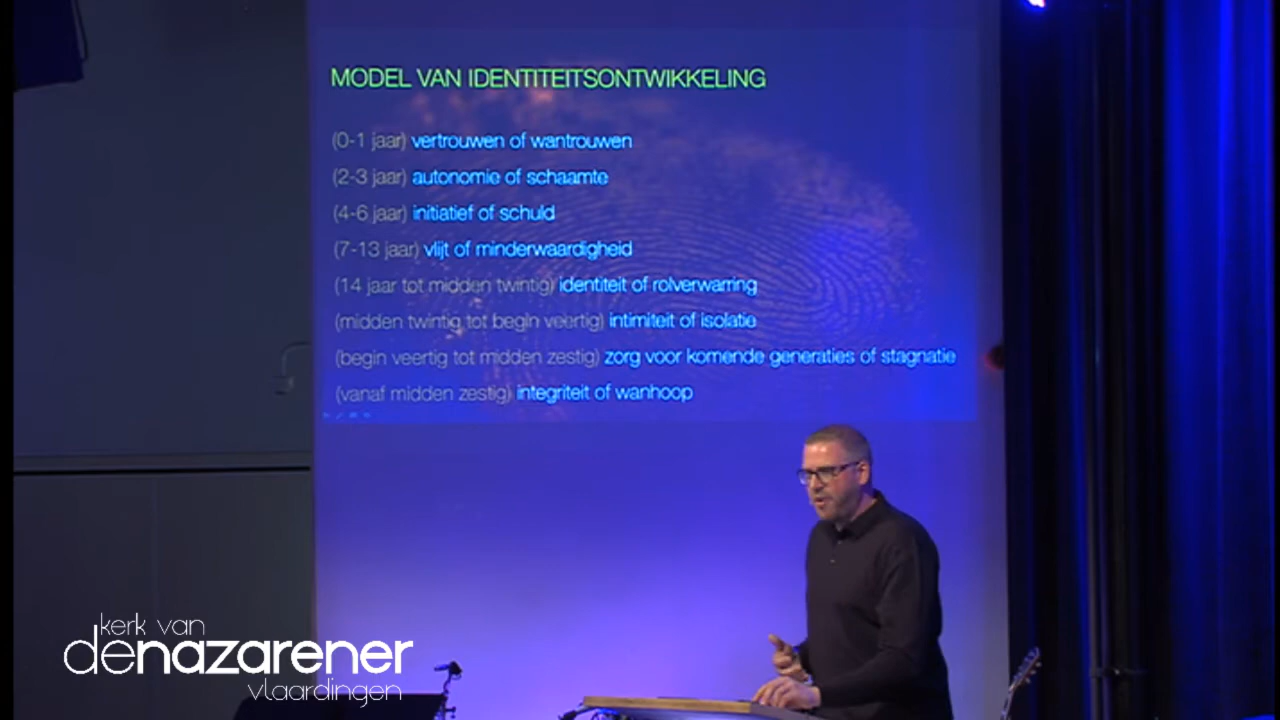 MODEL VAN IDENTITEITSONTWIKKELING
(0-1 jaar) vertrouwen of wantrouwen
(2-3 jaar) autonomie of schaamte
(4-6 jaar) initiatief of schuld
(7-13 jaar) vlijt of minderwaardigheid
(14 jaar tot midden twintig) identiteit of rolverwarring
(midden twintig tot begin veertig) intimiteit of isolatie
(begin veertig tot midden zestig) zorg voor komende generaties of stagnatie
(vanaf midden zestig) integriteit of wanhoop
kerk van
denazarener
vlaardingen